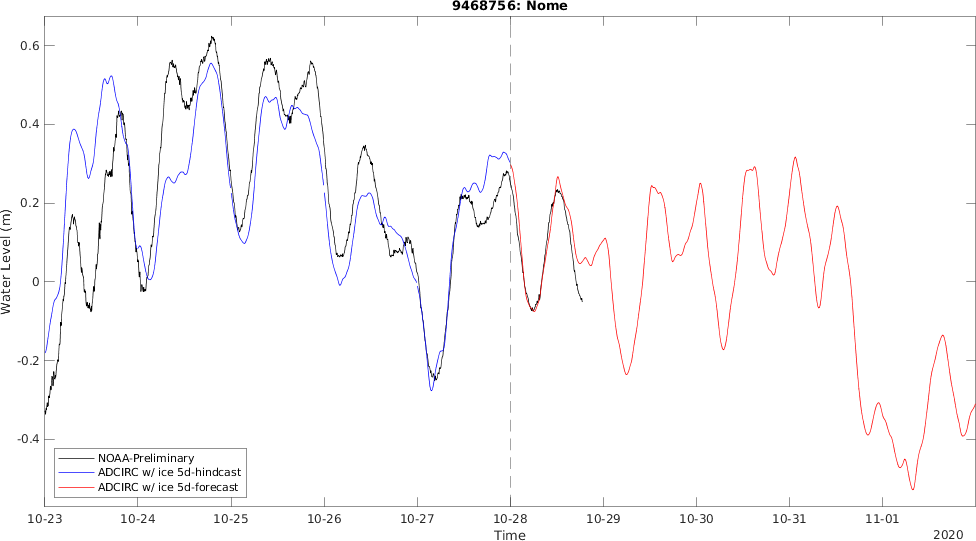 9468756: Nome
0.6
0.4
0.2
0
-0.2
-0.4
Water Level (m)
NOAA-Preliminary
ADCIRC w/ ice 5d-hindcast
ADCIRC w/ ice 5d-forecast
10-23 10-24 10-25 10-26 10-27 10-28 10-29 10-30 10-31 11-01
Time
2020